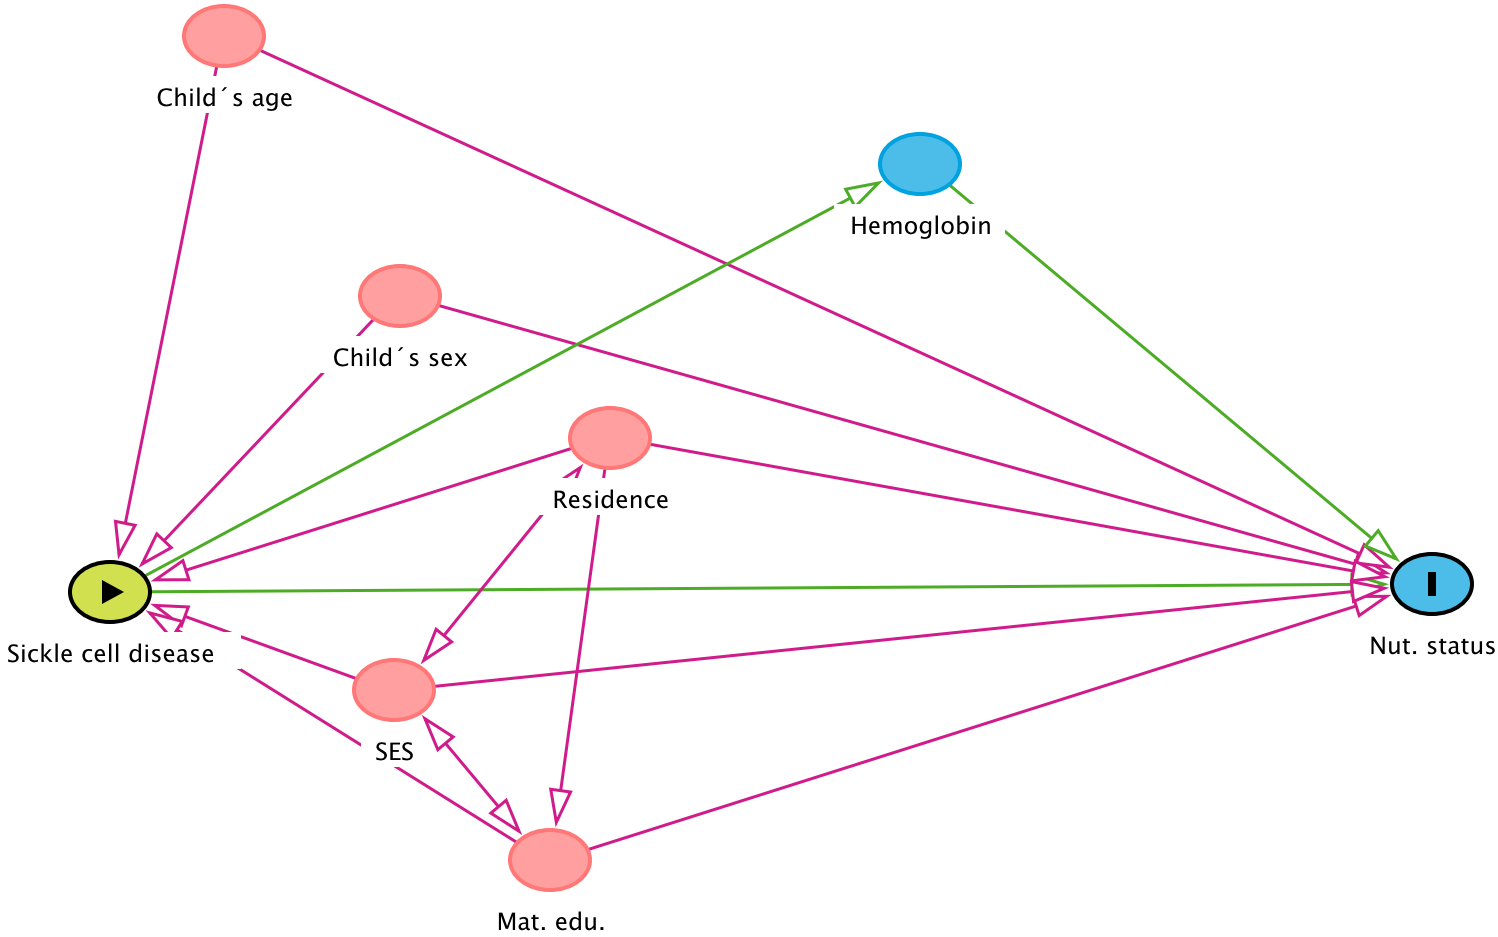 Child´s age
Hemoglobin
Child´s sex
Residence
Sickle cell disease
Nut. status
SES
Mat. edu.